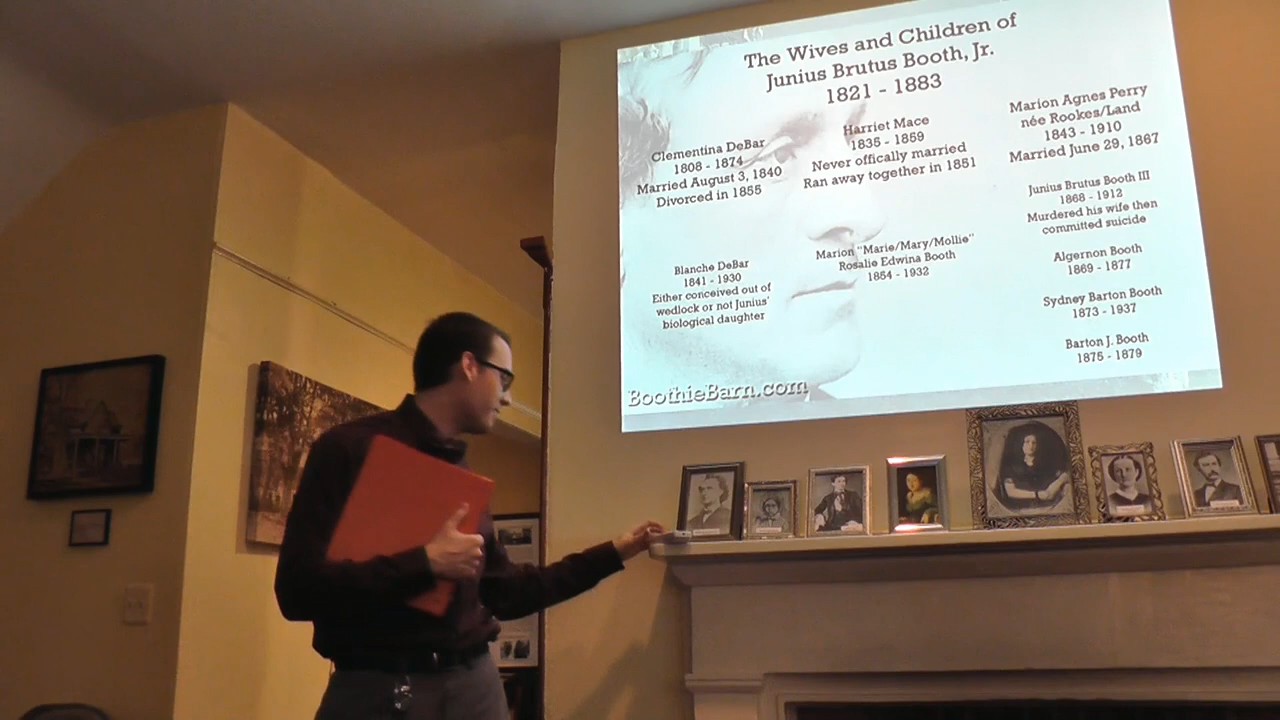 The Wives and Children of
Junius Brutus Booth, Jr.
1821 - 1883
Clementina DeBar
1808 - 1874
Married August 3, 1840
Divorced in 1855
Blanche DeBar
1841 - 1930
Either conceived out of
wedlock or not Junius'
biological daughter
Harriet Mace
1835 - 1859
Never offically married
Ran away together in 1851
Marion "Marie/Mary/Mollie"
Rosalie Edwina Booth
1854 - 1932
Marion Agnes Perry
née Rookes/Land
1843 - 1910
Married June 29, 1867
Junius Brutus Booth III
1868 - 1912
Murdered his wife then
committed suicide
Algernon Booth
1869 - 1877
Sydney Barton Booth
1873 - 1937
Barton J. Booth
1875 - 1879
BoothieBarn.com